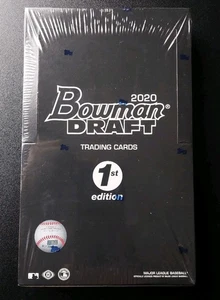 2020
Bowman®
DRAFT
TRADING CARDS
1st
edition
MAJOR LEAGUE BASEBALL®